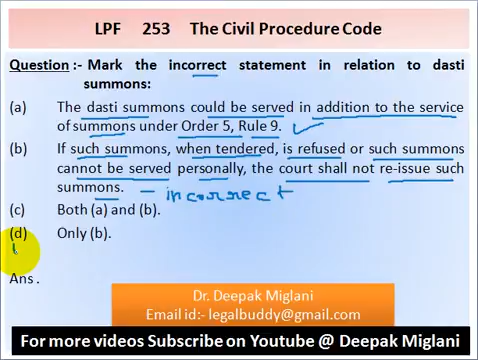 LPF 253 The Civil Procedure Code
Question :- Mark the incorrect statement in relation to dasti
summons:
(a) The dasti summons could be served in addition to the service
of summons under Order 5, Rule 9.
(b) If such summons, when tendered, is refused or such summons
cannot be served personally, the court shall not re-issue such
summons. – incorrect
(c) Both (a) and (b).
(d) Only (b).
Ans .
Dr. Deepak Miglani
Email id:- legalbuddy@gmail.com
For more videos Subscribe on Youtube @ Deepak Miglani